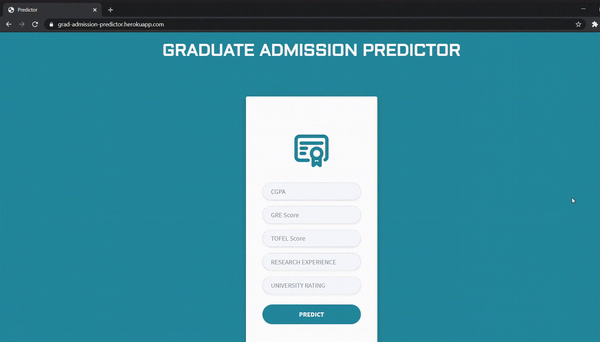 Predictor
grad-admission-predictor.herokuapp.com
GRADUATE ADMISSION PREDICTOR
CGPA
GRE Score
TOFEL Score
RESEARCH EXPERIENCE
UNIVERSITY RATING
PREDICT